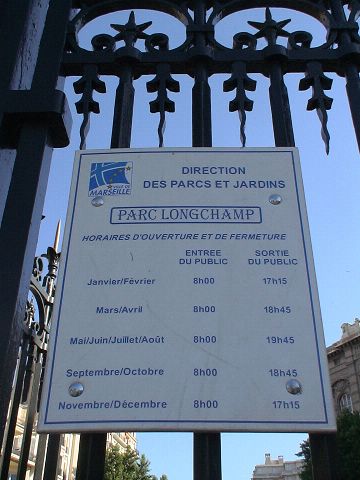 VILLE DE
MARSEILLE
DIRECTION
DES PARCS ET JARDINS
PARC LONGCHAMP
HORAIRES D'OUVERTURE ET DE FERMETURE
ENTREE SORTIE
DU PUBLIC DU PUBLIC
Janvier/Février 8h00 17h15
Mars/Avril 8h00 18h45
Mai/Juin/Juillet/Août 8h00 19h45
Septembre/Octobre 8h00 18h45
Novembre/Décembre 8h00 17h15